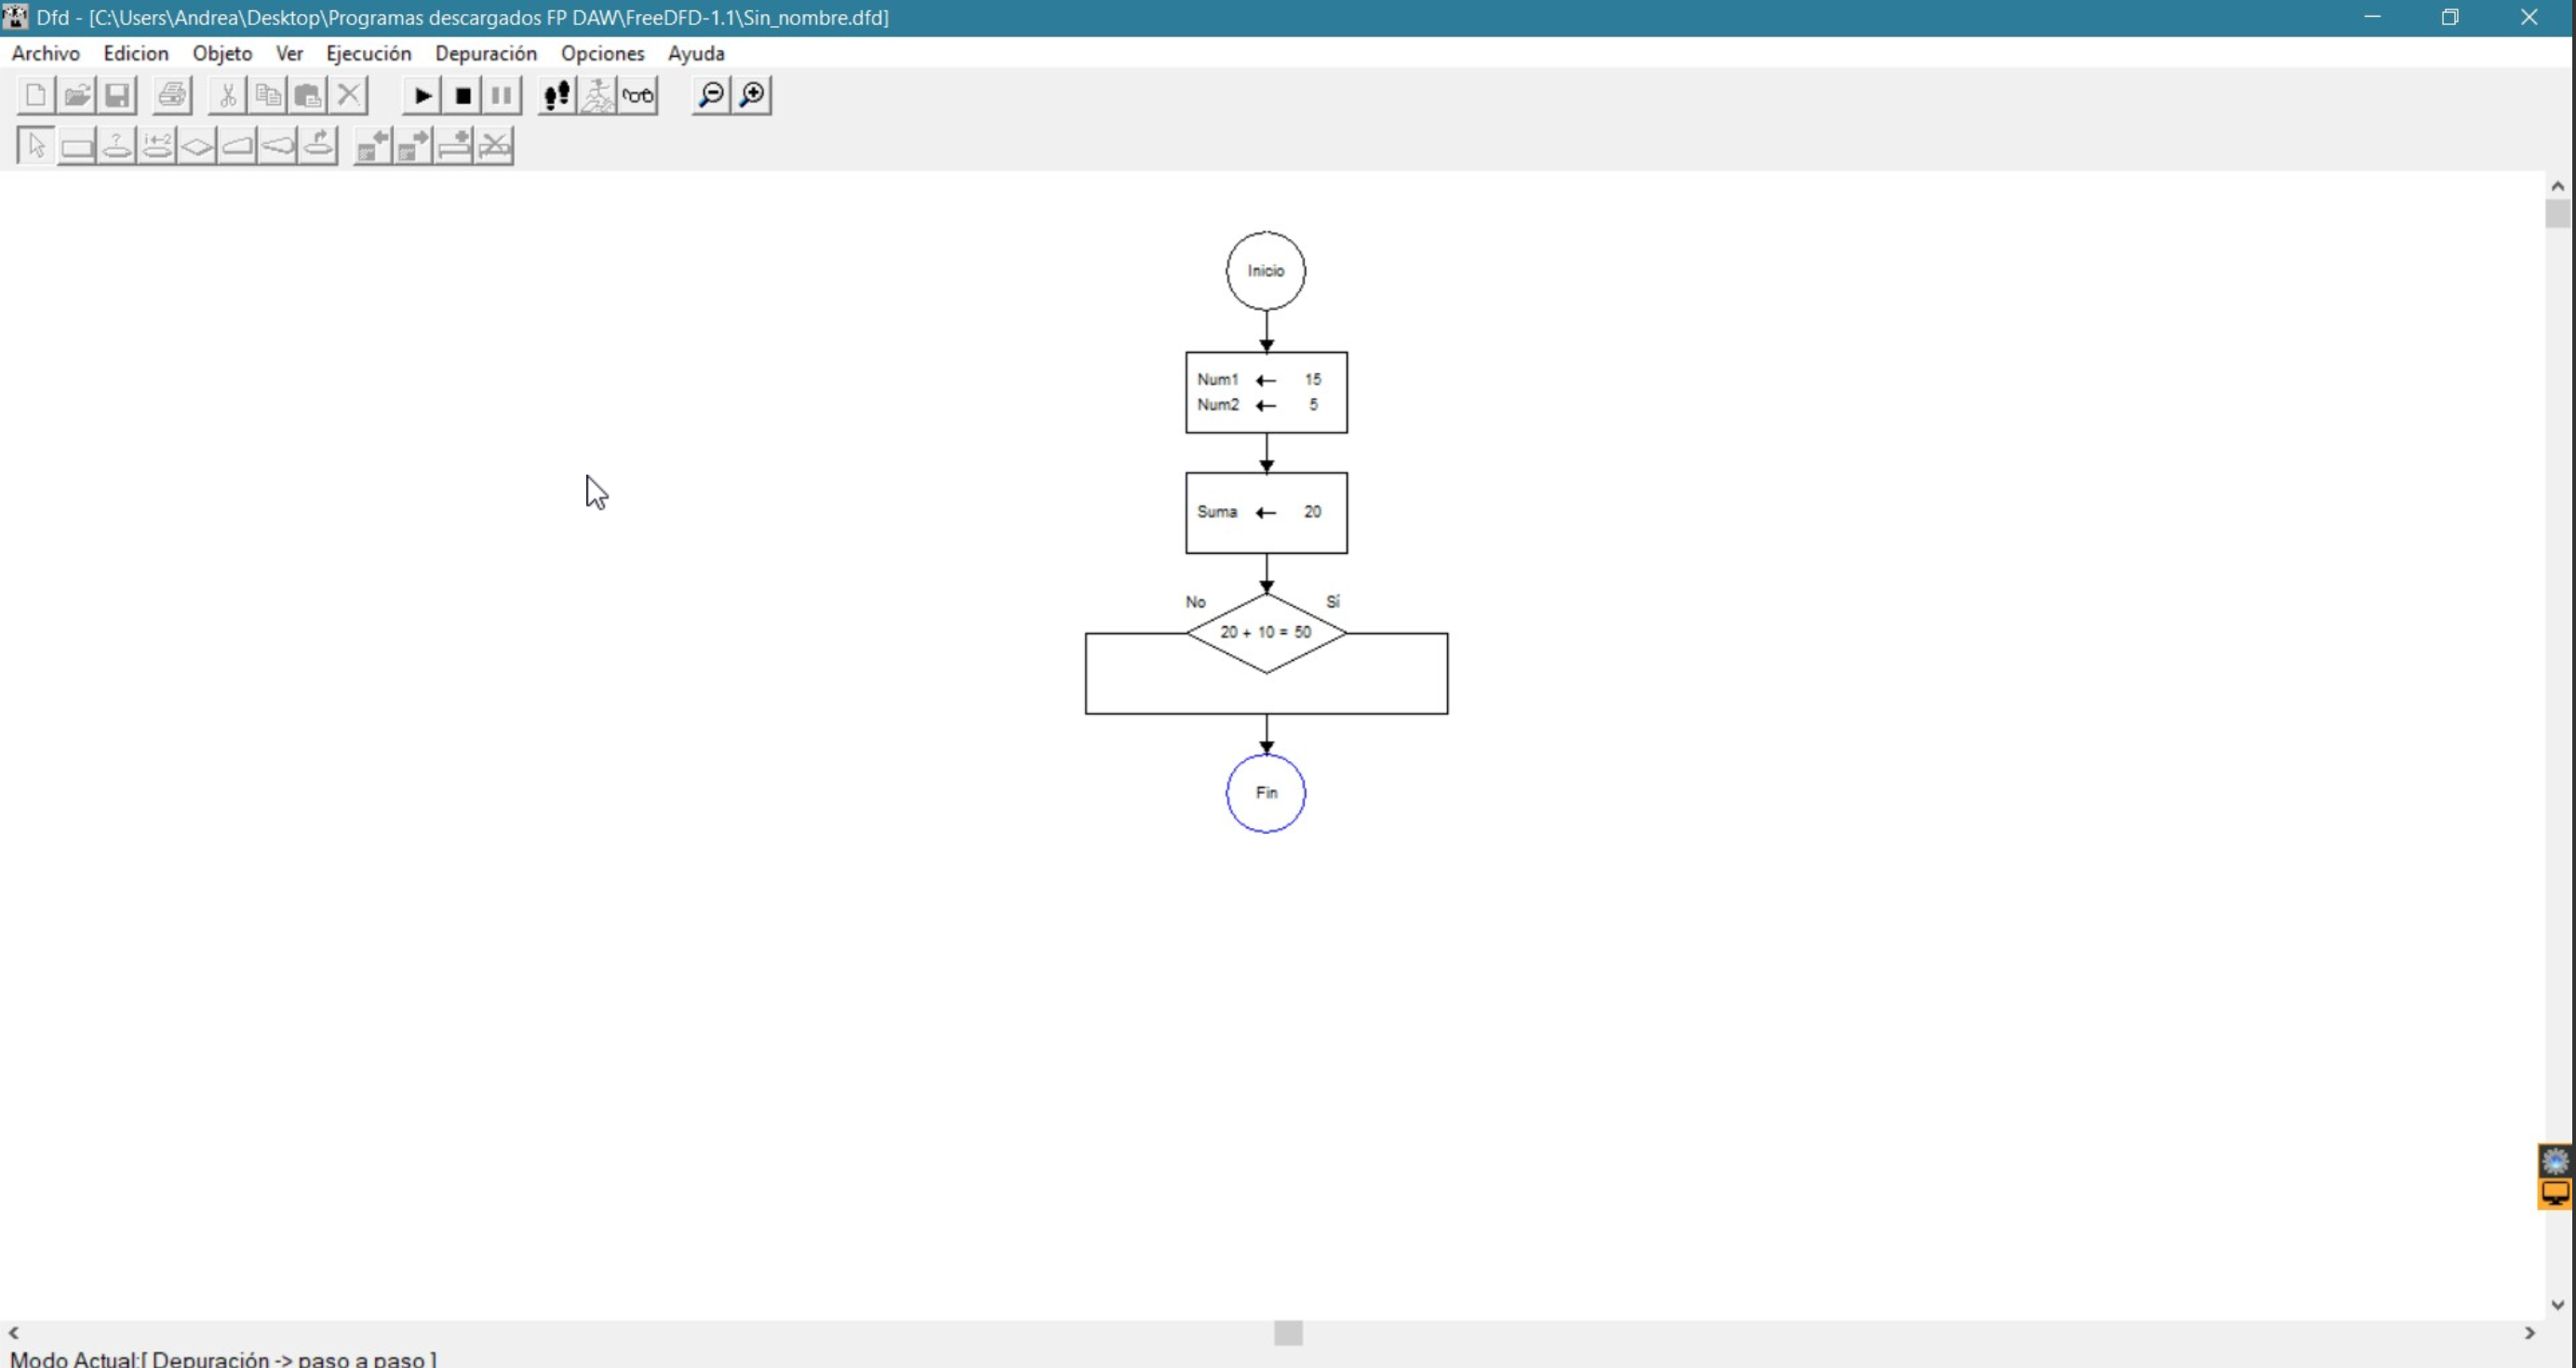 Dfd - [C:\Users\Andrea\Desktop\Programas descargados FP DAW\FreeDFD-1.1\Sin_nombre.dfd]
Archivo Edicion Objeto Ver Ejecución Depuración Opciones Ayuda
Inicio
Num1 ← 15
Num2 ← 5
Suma ← 20
No Sí
20 + 10 = 50
Fin
Modo Actual:[ Depuración -> paso a paso ]